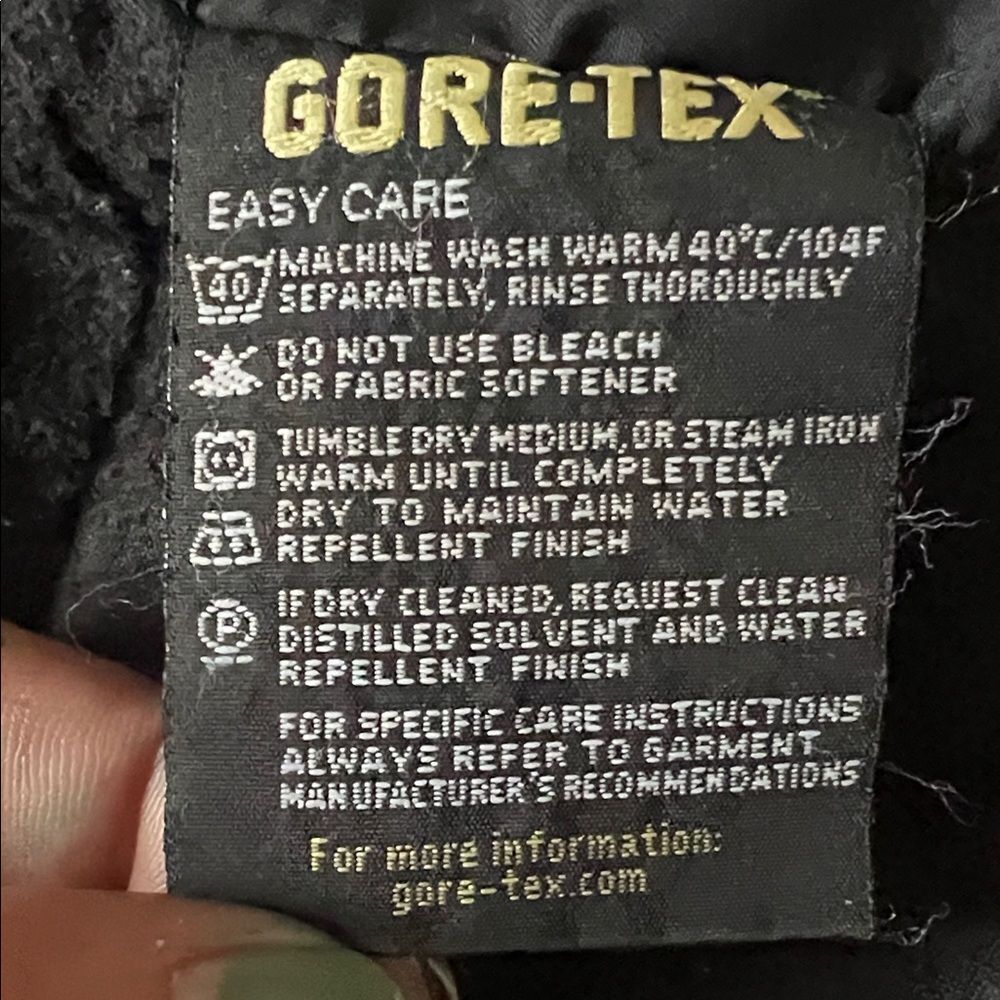 GORE-TEX
EASY CARE
40
MACHINE WASH WARM 40°C/104F
SEPARATELY, RINSE THOROUGHLY
DO NOT USE BLEACH
OR FABRIC SOFTENER
TUMBLE DRY MEDIUM, OR STEAM IRON
WARM UNTIL COMPLETELY
DRY TO MAINTAIN WATER
REPELLENT FINISH
P
IF DRY CLEANED, REQUEST CLEAN
DISTILLED SOLVENT AND WATER
REPELLENT FINISH
FOR SPECIFIC CARE INSTRUCTIONS
ALWAYS REFER TO GARMENT
MANUFACTURER'S RECOMMENDATIONS
For more information:
gore-tex.com